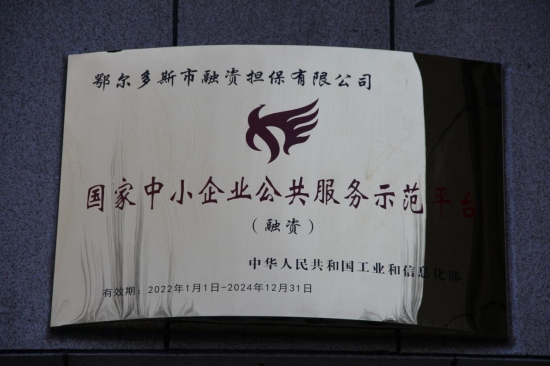 鄂尔多斯市融资担保有限公司
国家中小企业公共服务示范平台
（融资）
中华人民共和国工业和信息化部
有效期：2022年1月1日-2024年12月31日